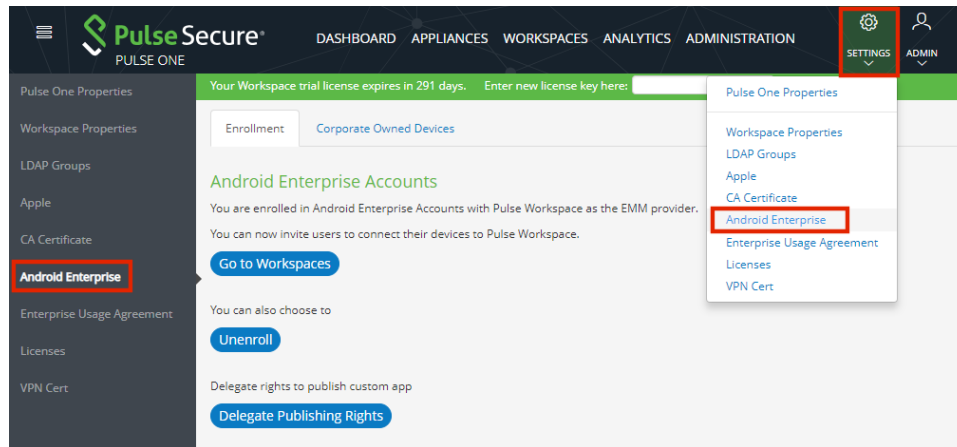 Pulse Secure®
PULSE ONE
DASHBOARD APPLIANCES WORKSPACES ANALYTICS ADMINISTRATION
SETTINGS
ADMIN
Pulse One Properties
Workspace Properties
LDAP Groups
Apple
CA Certificate
Android Enterprise
Enterprise Usage Agreement
Licenses
VPN Cert
Your Workspace trial license expires in 291 days. Enter new license key here:
Enrollment Corporate Owned Devices
Android Enterprise Accounts
You are enrolled in Android Enterprise Accounts with Pulse Workspace as the EMM provider.
You can now invite users to connect their devices to Pulse Workspace.
Go to Workspaces
You can also choose to
Unenroll
Delegate rights to publish custom app
Delegate Publishing Rights
Pulse One Properties
Workspace Properties
LDAP Groups
Apple
CA Certificate
Android Enterprise
Enterprise Usage Agreement
Licenses
VPN Cert